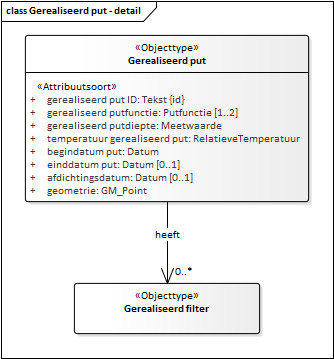 class Gerealiseerd put - detail
«Objecttype»
Gerealiseerd put
«Attribuutsoort»
+ gerealiseerd put ID: Tekst {id}
+ gerealiseerd putfunctie: Putfunctie [1..2]
+ gerealiseerd putdiepte: Meetwaarde
+ temperatuur gerealiseerd put: RelatieveTemperatuur
+ begindatum put: Datum
+ einddatum put: Datum [0..1]
+ afdichtingsdatum: Datum [0..1]
+ geometrie: GM_Point
heeft
0..*
«Objecttype»
Gerealiseerd filter